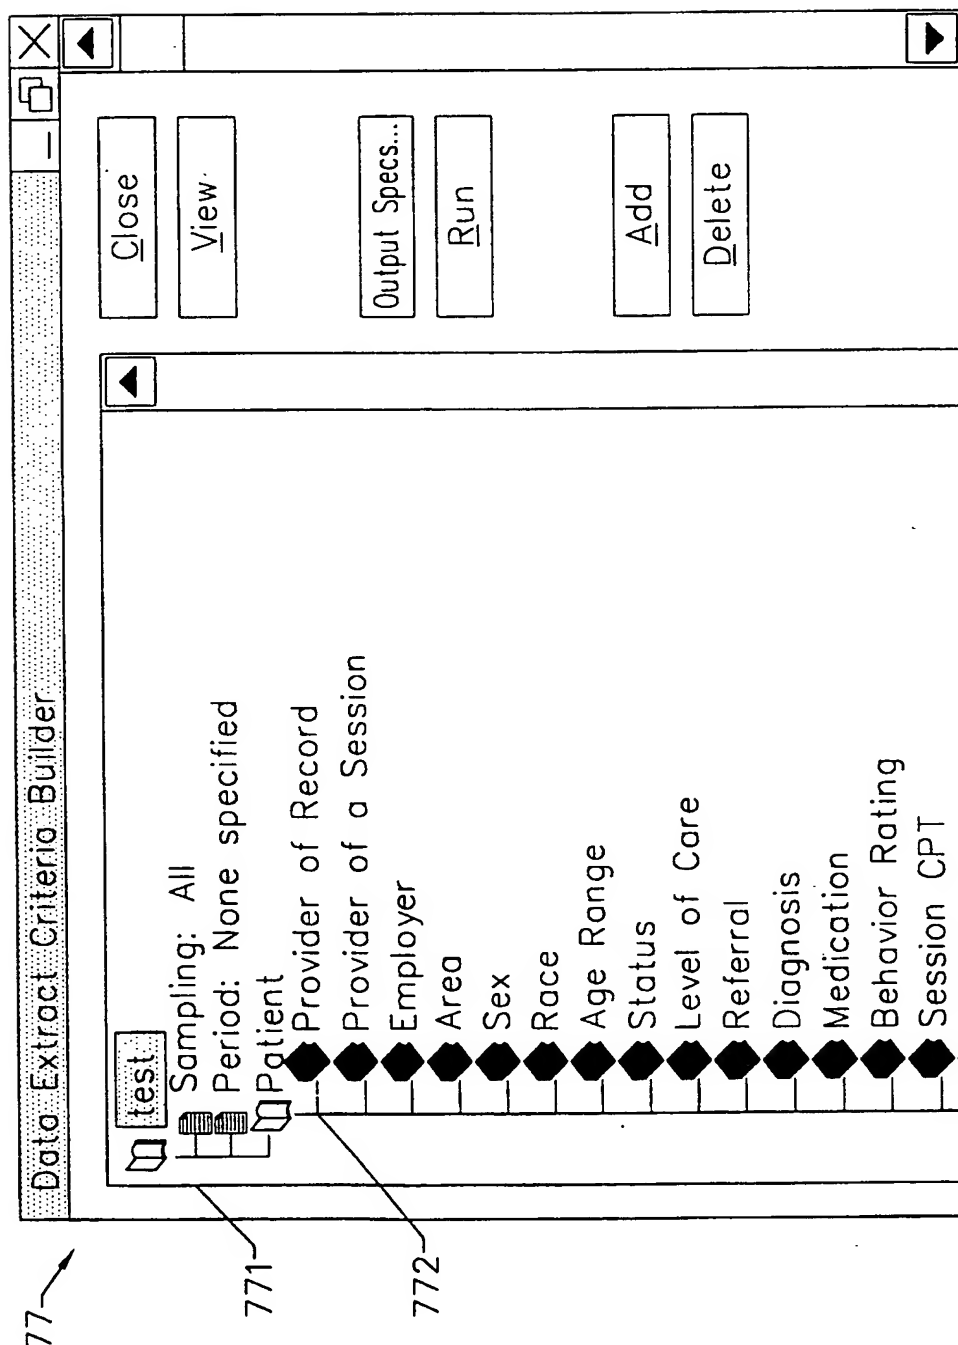 Data Extract Criteria Builder
test
Sampling: All
Period: None specified
Patient
Provider of Record
Provider of a Session
Employer
Area
Sex
Race
Age Range
Status
Level of Care
Referral
Diagnosis
Medication
Behavior Rating
Session CPT
Close
View
Output Specs...
Run
Add
Delete
77
771
772